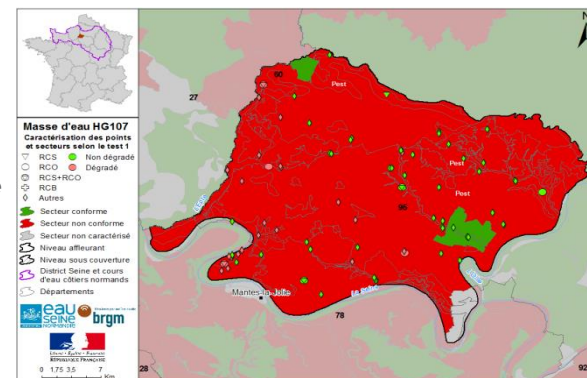 N
Masse d'eau HG107
Caractérisation des points
et secteurs selon le test 1
RCS
Non dégradé
RCO
Dégradé
RCS+RCO
RCB
Autres
Secteur conforme
Secteur non conforme
Secteur non caractérisé
Niveau affleurant
Niveau sous couverture
District Seine et cours
d'eau côtiers normands
Départements
eau
SEINE
NORMANDIE
brgm
RÉPUBLIQUE FRANÇAISE
0 1,75 3,5 7
Km
60
27
Pest
Pest
Pest
95
Mantes-la-Jolie
la Seine
78
28